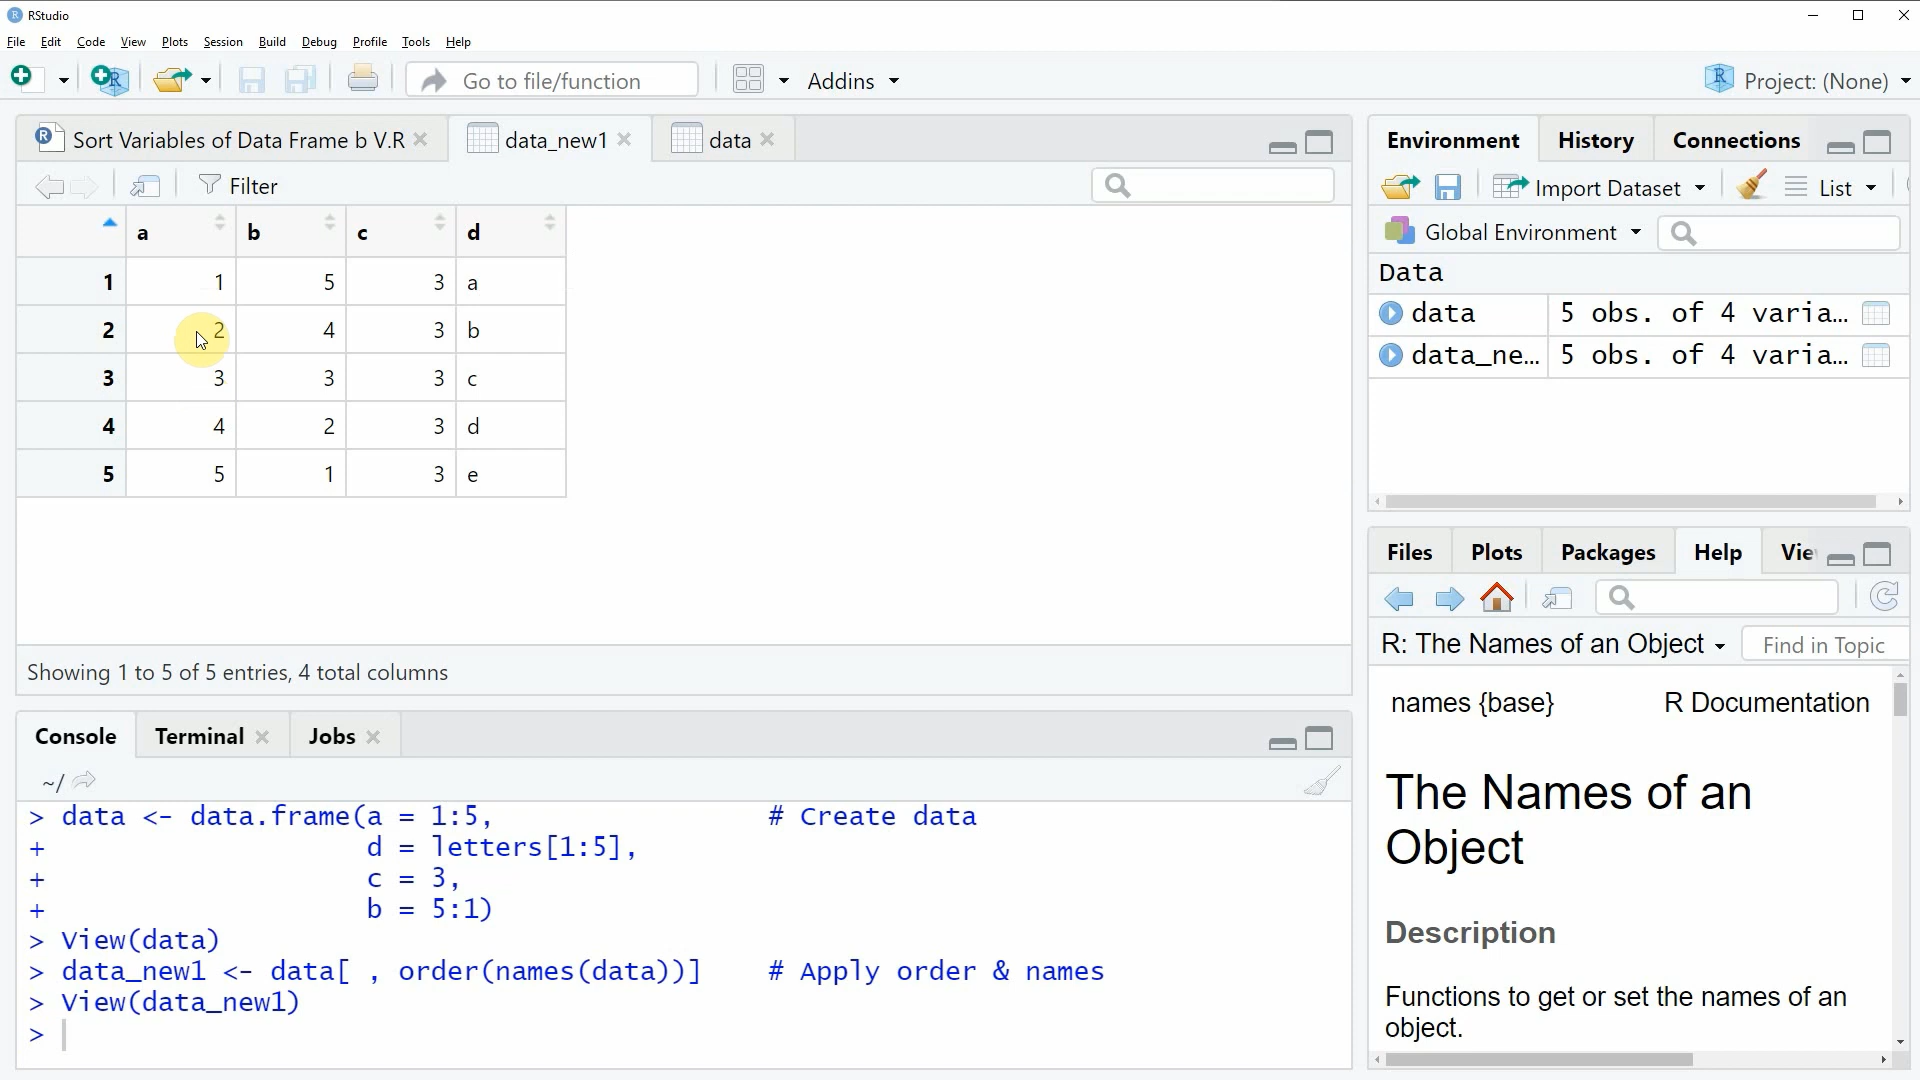 RStudio
File Edit Code View Plots Session Build Debug Profile Tools Help
Go to file/function Addins Project: (None)
Sort Variables of Data Frame b V.R data_new1 data
Filter
a b c d
1 1 5 3 a
2 2 4 3 b
3 3 3 3 c
4 4 2 3 d
5 5 1 3 e
Showing 1 to 5 of 5 entries, 4 total columns
Console Terminal Jobs
~/
> data <- data.frame(a = 1:5, # Create data
+ d = letters[1:5],
+ c = 3,
+ b = 5:1)
> View(data)
> data_new1 <- data[ , order(names(data))] # Apply order & names
> View(data_new1)
>
Environment History Connections
Import Dataset List
Global Environment
Data
data 5 obs. of 4 varia...
data_ne... 5 obs. of 4 varia...
Files Plots Packages Help Vie
R: The Names of an Object Find in Topic
names {base} R Documentation
The Names of an
Object
Description
Functions to get or set the names of an
object.